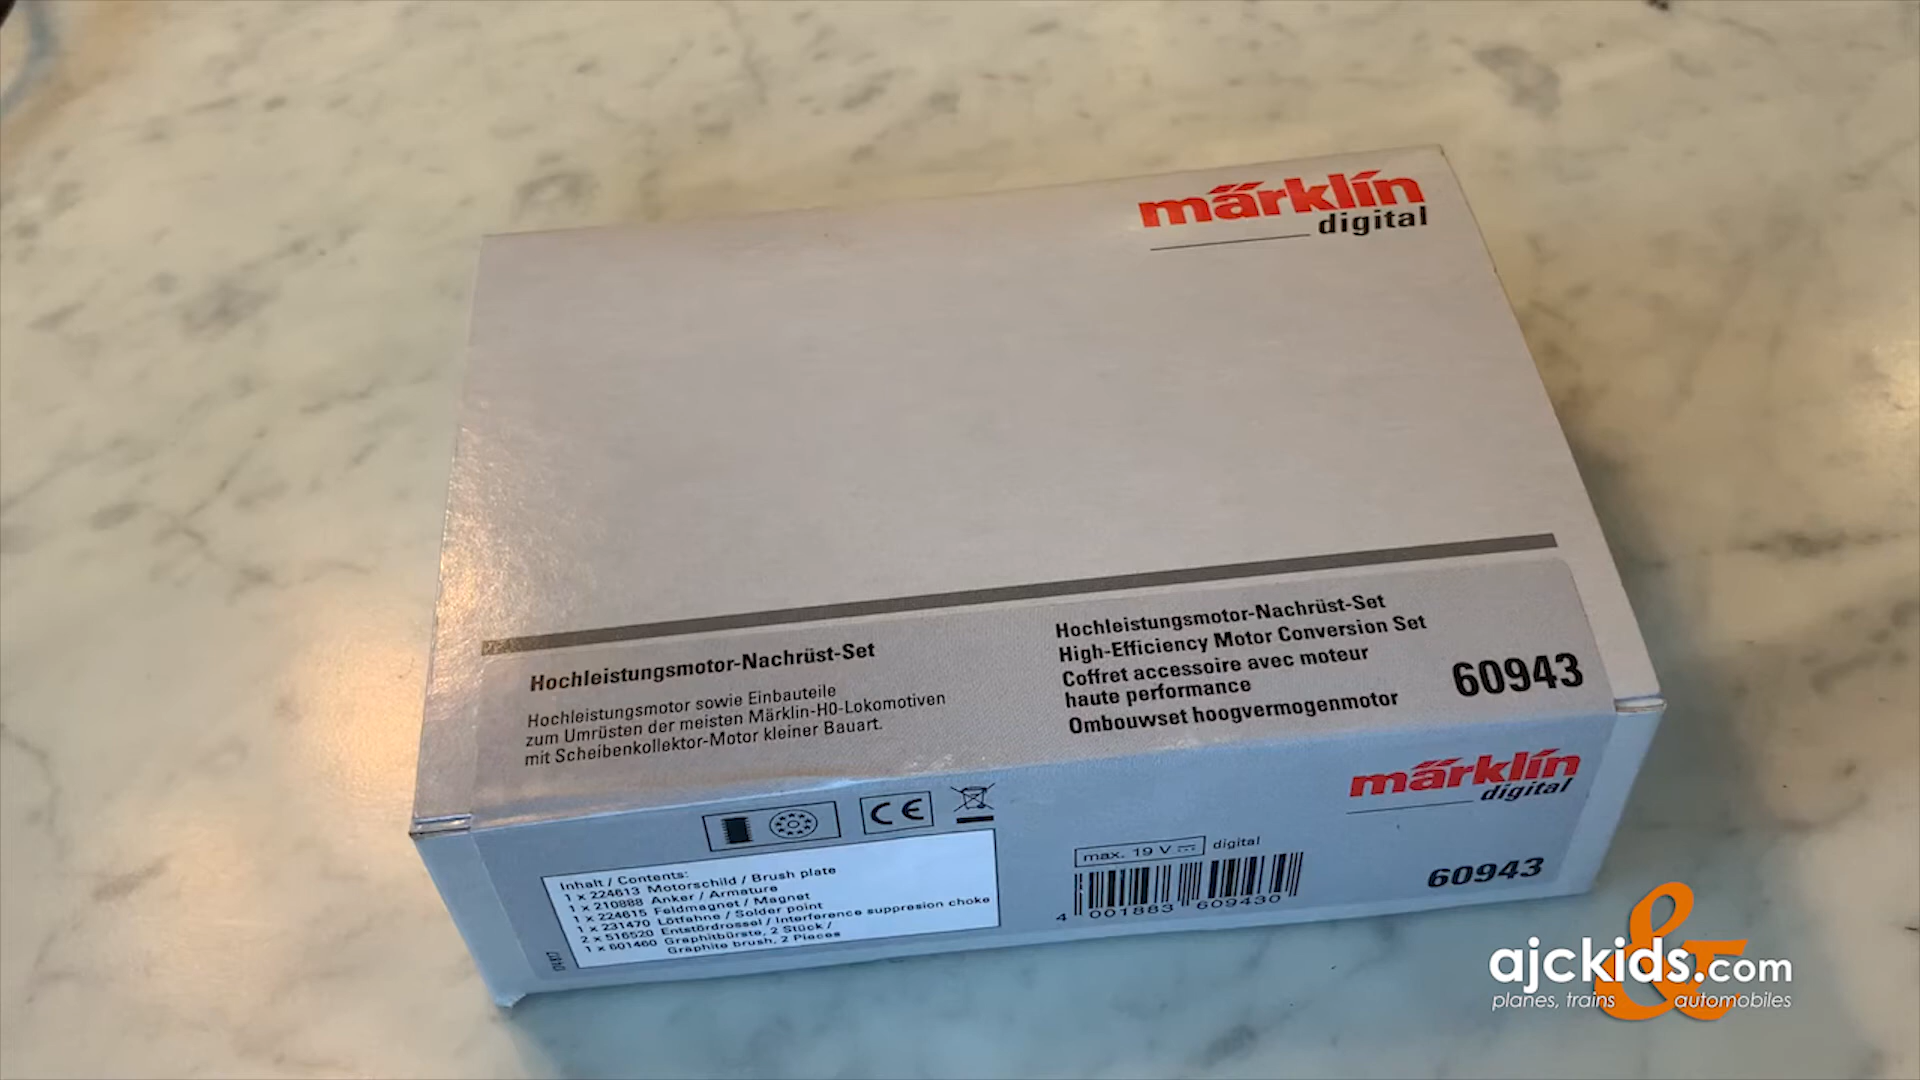 märklin
digital
Hochleistungsmotor-Nachrüst-Set
Hochleistungsmotor sowie Einbauteile
zum Umrüsten der meisten Märklin-H0-Lokomotiven
mit Scheibenkollektor-Motor kleiner Bauart.
Hochleistungsmotor-Nachrüst-Set
High-Efficiency Motor Conversion Set
Coffret accessoire avec moteur
haute performance
Ombouwset hoogvermogenmotor
60943
märklin
digital
CE
Inhalt / Contents:
1 x 224613 Motorschild / Brush plate
1 x 210888 Anker / Armature
1 x 224615 Feldmagnet / Magnet
1 x 231470 Lötfahne / Solder point
2 x 516520 Entstördrossel / Interference suppresion choke
1 x 601460 Graphitbürste, 2 Stück /
Graphite brush, 2 Pieces
max. 19 V
digital
4 001883 609430
60943
ajckids.com
planes, trains & automobiles